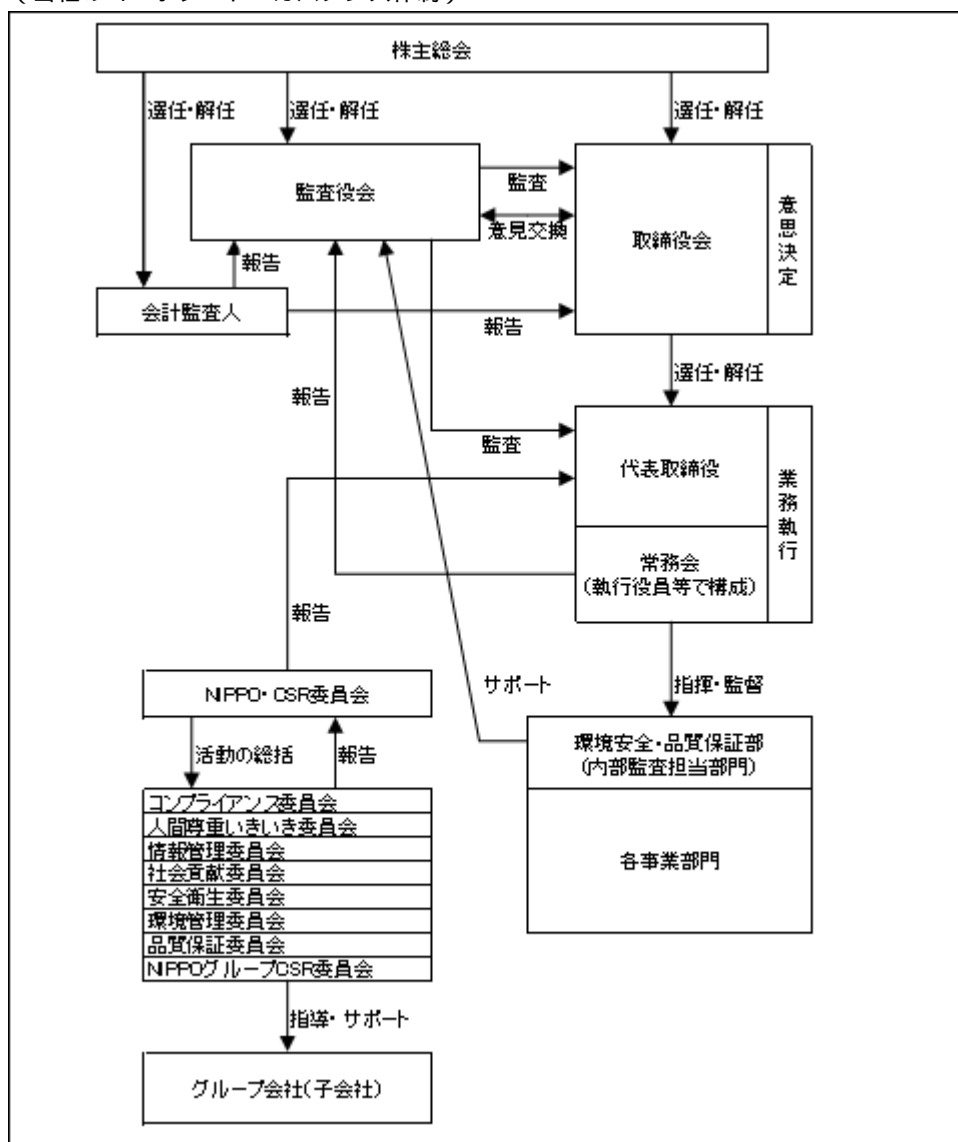 株主総会
選任・解任
選任・解任
選任・解任
監査役会
監査
意見交換
取締役会
意思決定
報告
会計監査人
報告
選任・解任
報告
監査
代表取締役
業務執行
常務会
(執行役員等で構成)
報告
サポート
指揮・監督
NIPPO・CSR委員会
環境安全・品質保証部
(内部監査担当部門)
活動の総括
報告
コンプライアンス委員会
人間尊重いきいき委員会
情報管理委員会
社会貢献委員会
安全衛生委員会
環境管理委員会
品質保証委員会
NIPPOグループCSR委員会
各事業部門
指導・サポート
グループ会社(子会社)